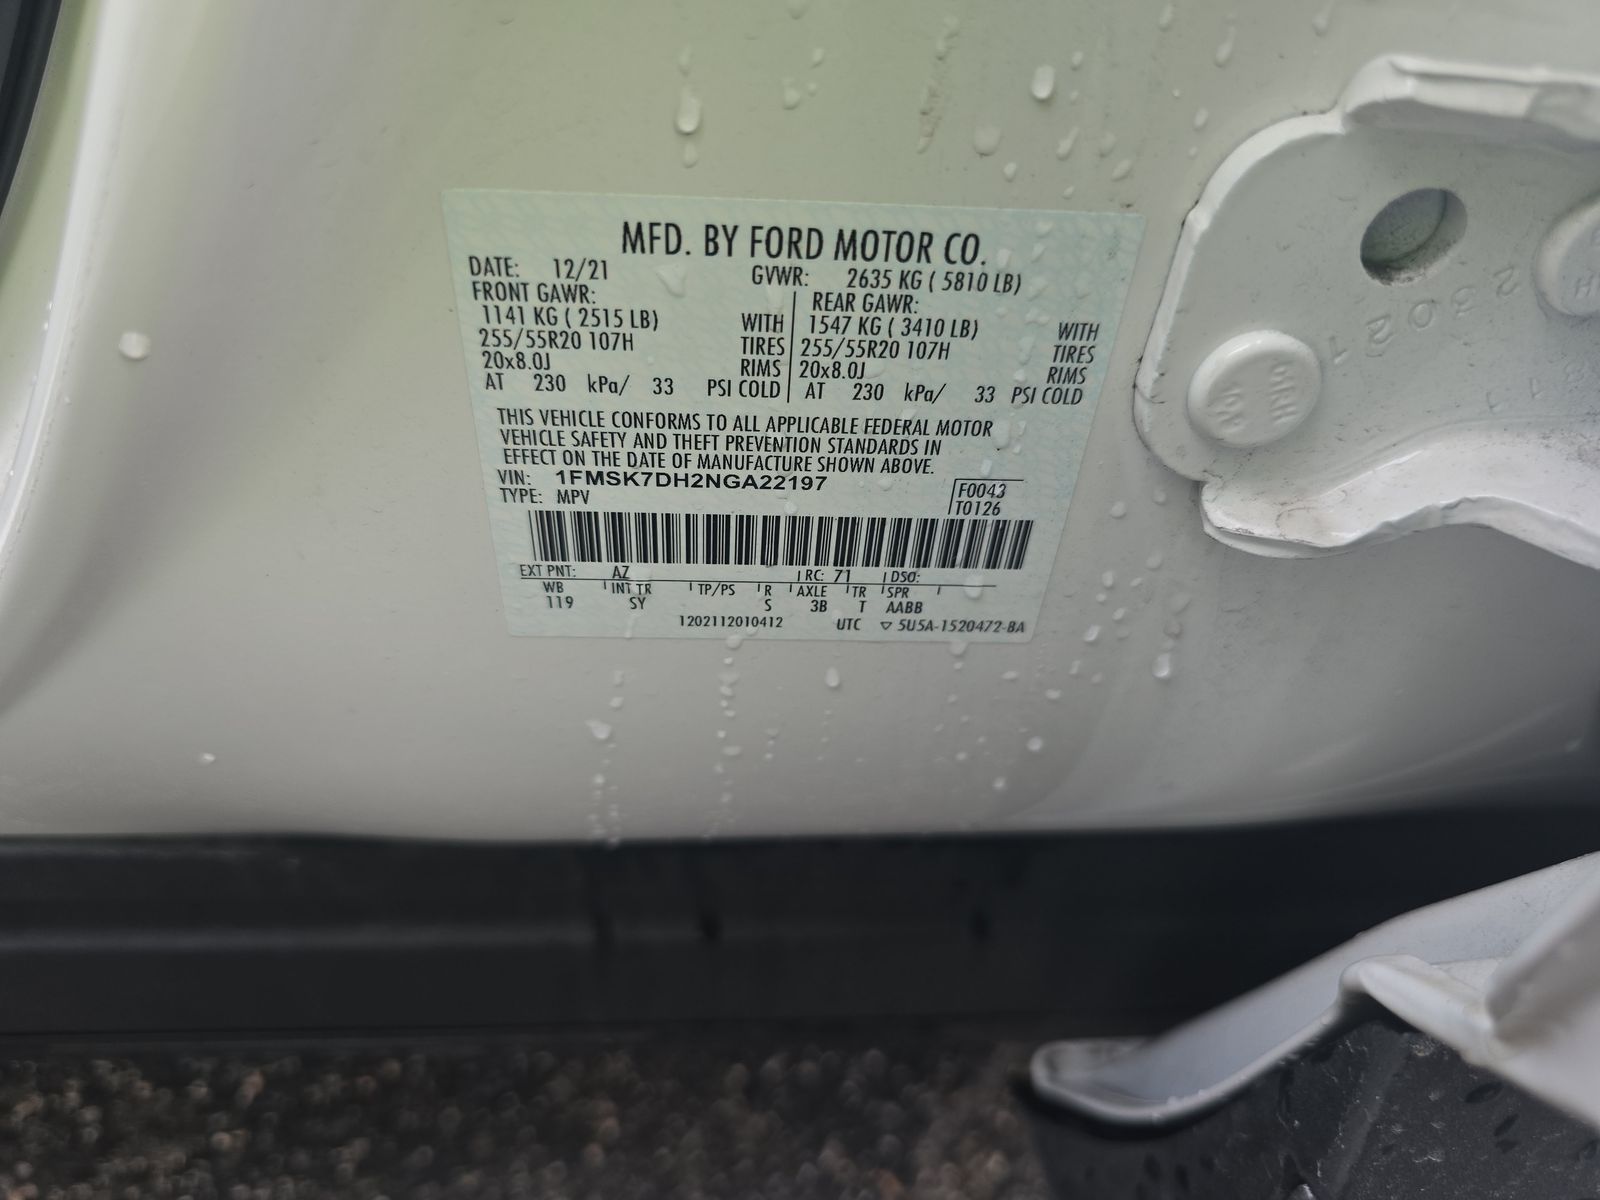 MFD. BY FORD MOTOR CO.
DATE: 12/21 GVWR: 2635 KG ( 5810 LB)
FRONT GAWR: REAR GAWR:
1141 KG ( 2515 LB) WITH 1547 KG ( 3410 LB) WITH
255/55R20 107H TIRES 255/55R20 107H TIRES
20x8.0J RIMS 20x8.0J RIMS
AT 230 kPa/ 33 PSI COLD AT 230 kPa/ 33 PSI COLD
THIS VEHICLE CONFORMS TO ALL APPLICABLE FEDERAL MOTOR
VEHICLE SAFETY AND THEFT PREVENTION STANDARDS IN
EFFECT ON THE DATE OF MANUFACTURE SHOWN ABOVE.
VIN: 1FMSK7DH2NGA22197
TYPE: MPV
F0043
T0126
EXT PNT: AZ RC: 71 DSO:
WB INT TR TP/PS R AXLE TR SPR
119 SY S 3B T AABB
1202112010412 UTC ▽ 5U5A-1520472-BA